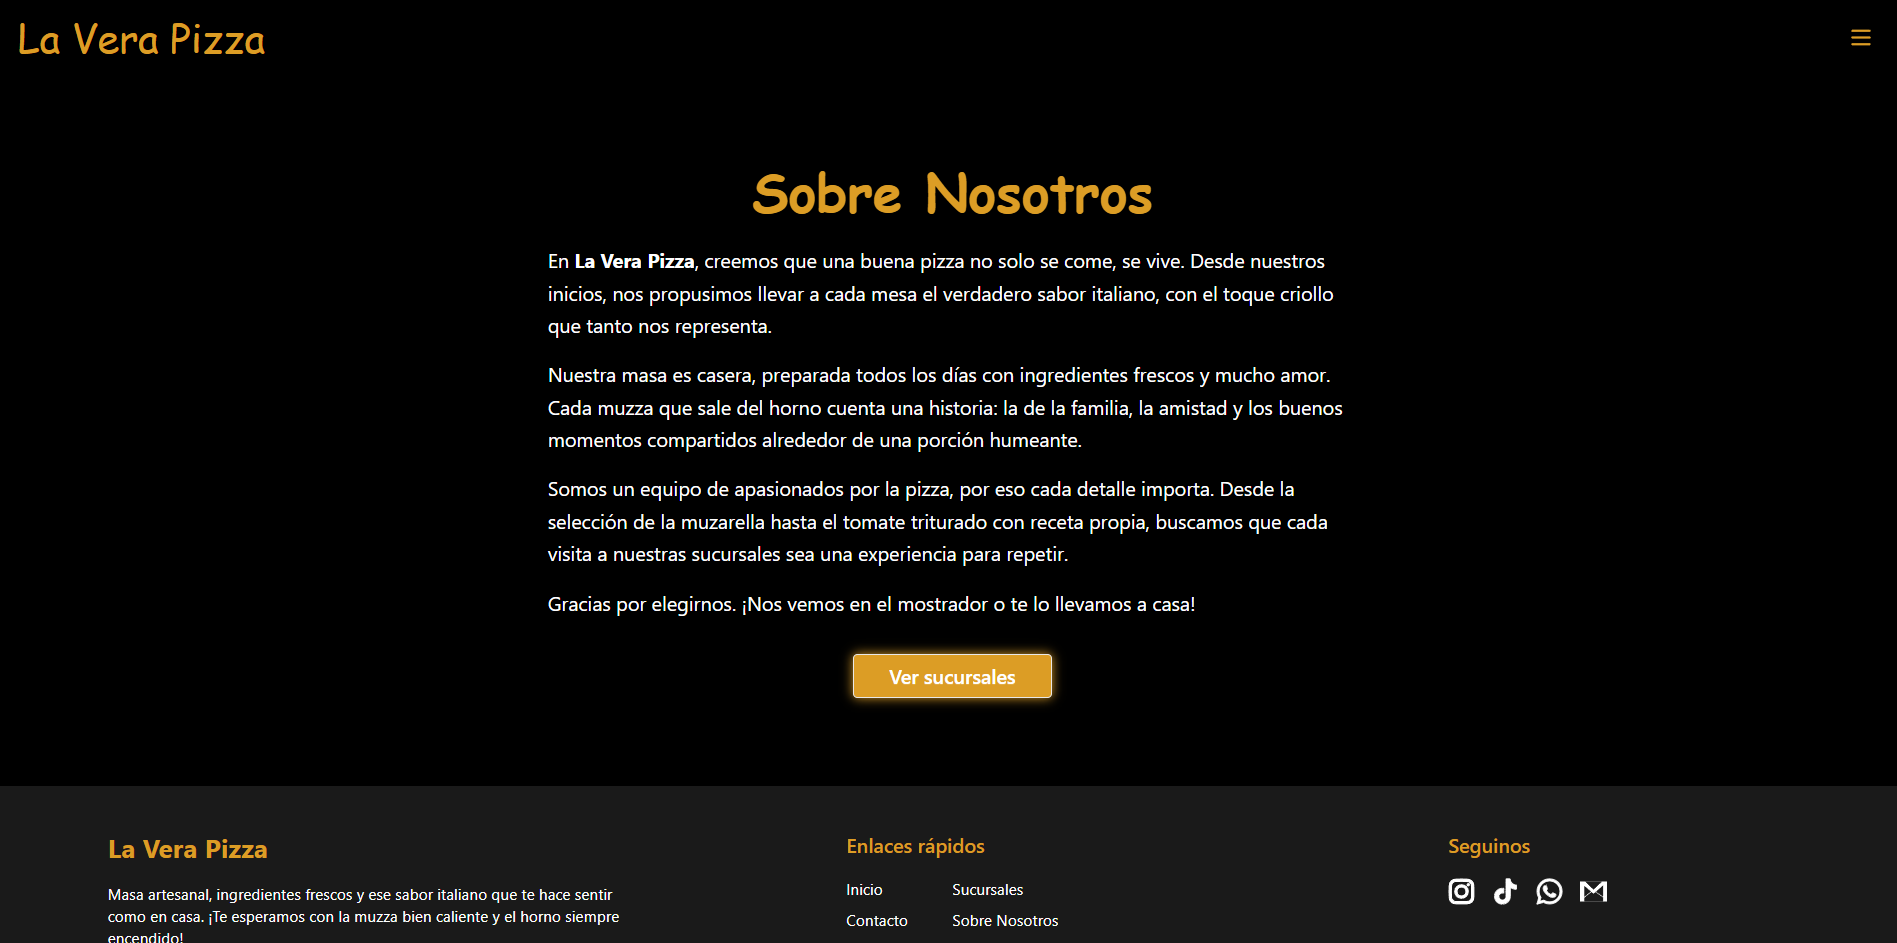 La Vera Pizza
Sobre Nosotros
En La Vera Pizza, creemos que una buena pizza no solo se come, se vive. Desde nuestros
inicios, nos propusimos llevar a cada mesa el verdadero sabor italiano, con el toque criollo
que tanto nos representa.
Nuestra masa es casera, preparada todos los días con ingredientes frescos y mucho amor.
Cada muzza que sale del horno cuenta una historia: la de la familia, la amistad y los buenos
momentos compartidos alrededor de una porción humeante.
Somos un equipo de apasionados por la pizza, por eso cada detalle importa. Desde la
selección de la muzarella hasta el tomate triturado con receta propia, buscamos que cada
visita a nuestras sucursales sea una experiencia para repetir.
Gracias por elegirnos. ¡Nos vemos en el mostrador o te lo llevamos a casa!
Ver sucursales
La Vera Pizza
Masa artesanal, ingredientes frescos y ese sabor italiano que te hace sentir
como en casa. ¡Te esperamos con la muzza bien caliente y el horno siempre
encendido!
Enlaces rápidos
Inicio
Sucursales
Contacto
Sobre Nosotros
Seguinos